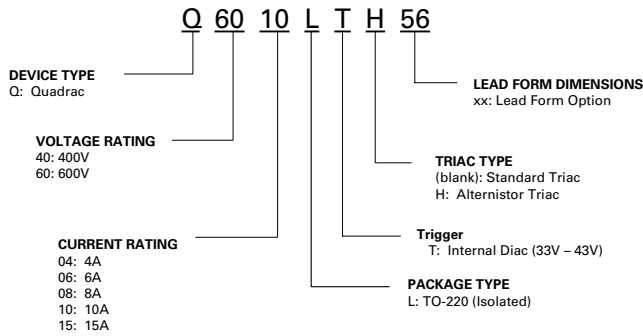 Q 60 10 L T H 56
DEVICE TYPE
Q: Quadrac
VOLTAGE RATING
40: 400V
60: 600V
CURRENT RATING
04: 4A
06: 6A
08: 8A
10: 10A
15: 15A
LEAD FORM DIMENSIONS
xx: Lead Form Option
TRIAC TYPE
(blank): Standard Triac
H: Alternistor Triac
Trigger
T: Internal Diac (33V – 43V)
PACKAGE TYPE
L: TO-220 (Isolated)